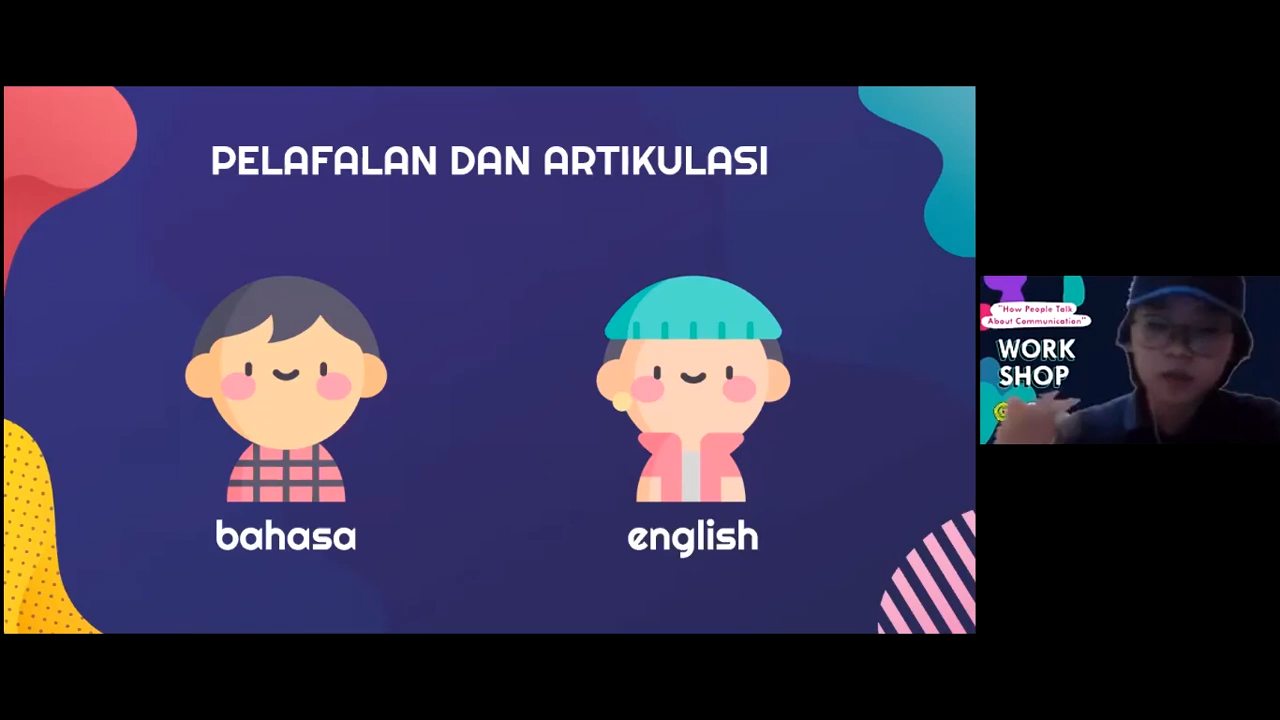 PELAFALAN DAN ARTIKULASI
bahasa
english
"How People Talk
About Communication"
WORK
SHOP